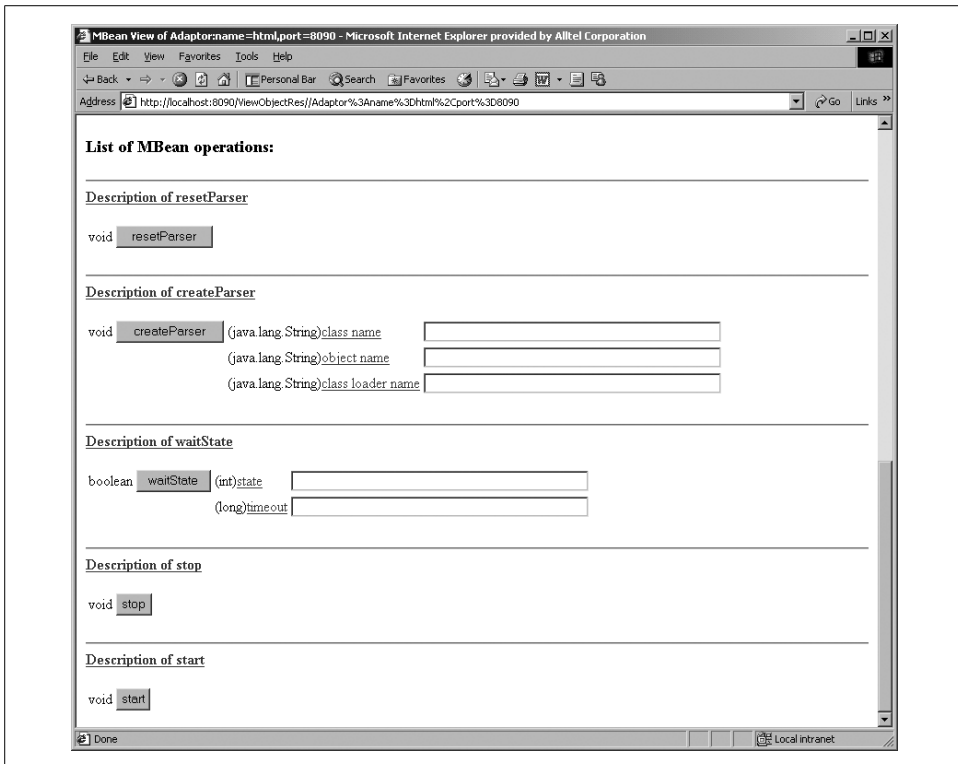 MBean View of Adaptor:name=html,port=8090 - Microsoft Internet Explorer provided by Alltel Corporation
File Edit View Favorites Tools Help
Back Personal Bar Search Favorites
Address http://localhost:8090/ViewObjectRes//Adaptor%3Aname%3Dhtml%2Cport%3D8090 Go Links »
List of MBean operations:
Description of resetParser
void resetParser
Description of createParser
void createParser (java.lang.String)class name
(java.lang.String)object name
(java.lang.String)class loader name
Description of waitState
boolean waitState (int)state
(long)timeout
Description of stop
void stop
Description of start
void start
Done Local intranet